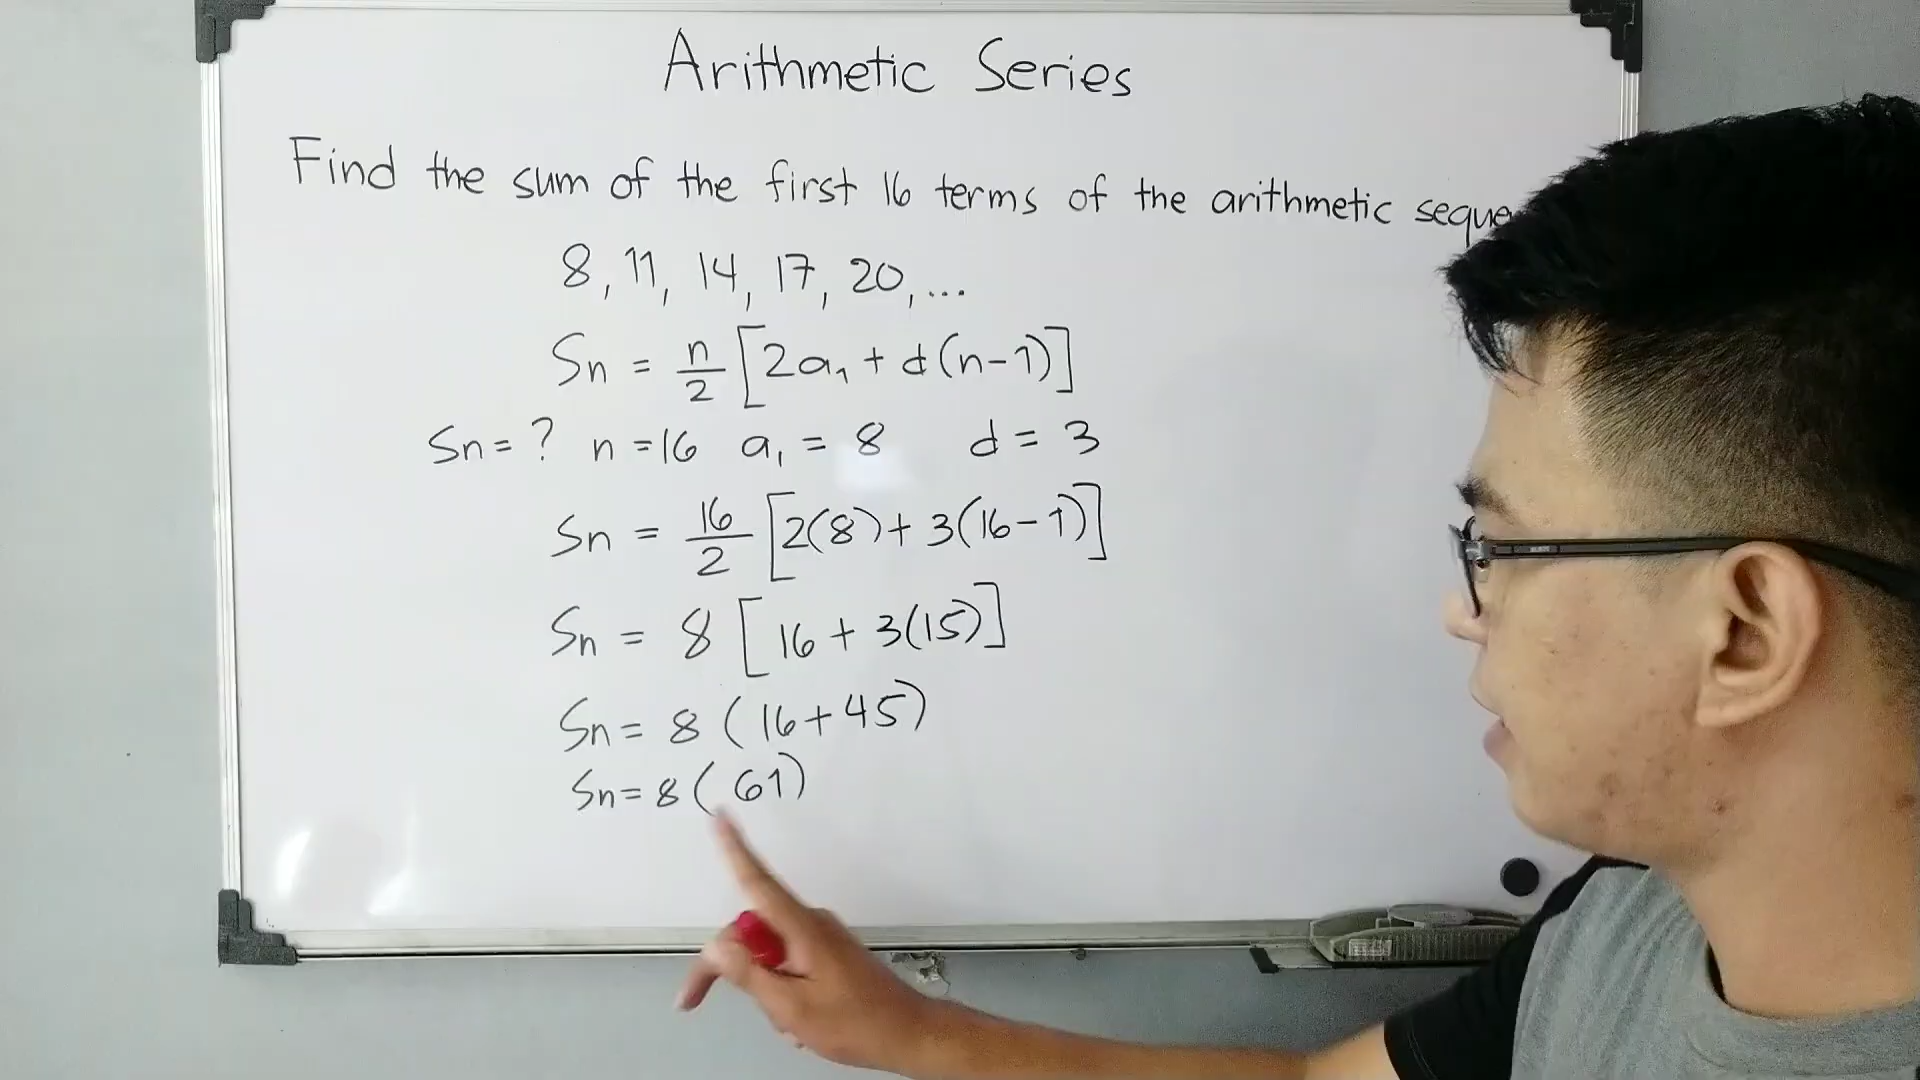 Arithmetic Series
Find the sum of the first 16 terms of the arithmetic
8, 11, 14, 17, 20, ...
Sn = n/2 [2a₁ + d(n-1)]
Sn = ? n = 16 a₁ = 8 d = 3
Sn = 16/2 [2(8) + 3(16-1)]
Sn = 8 [16 + 3(15)]
Sn = 8 (16+45)
Sn = 8 (61)